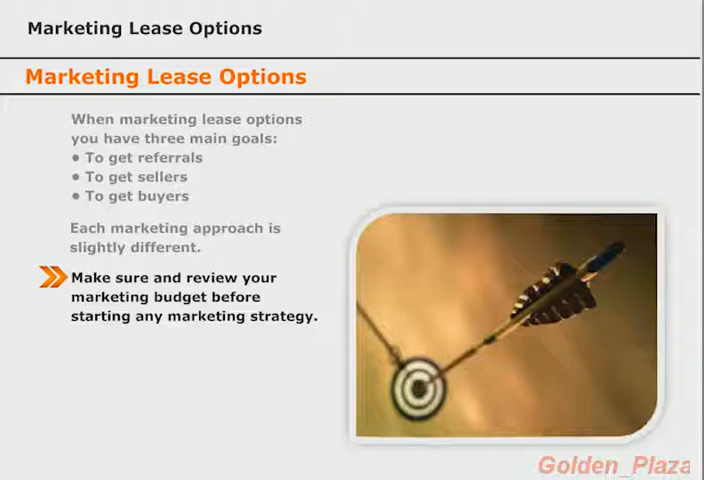 Marketing Lease Options
Marketing Lease Options
When marketing lease options
you have three main goals:
• To get referrals
• To get sellers
• To get buyers
Each marketing approach is
slightly different.
Make sure and review your
marketing budget before
starting any marketing strategy.
Golden_Plaza